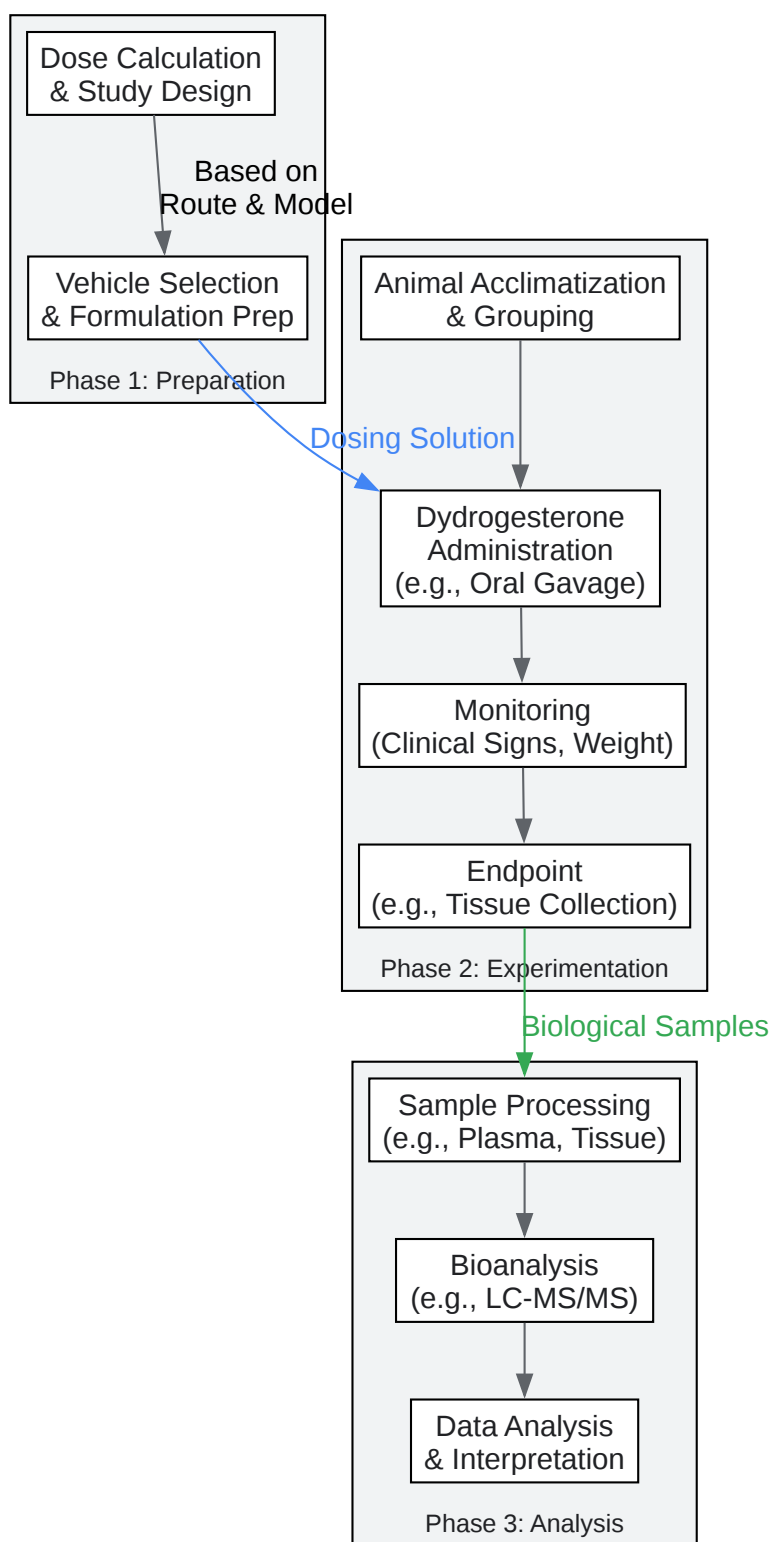 Dose Calculation
& Study Design
Based on
Route & Model
Vehicle Selection
& Formulation Prep
Phase 1: Preparation
Animal Acclimatization
& Grouping
Dosing Solution
Dydrogesterone
Administration
(e.g., Oral Gavage)
Monitoring
(Clinical Signs, Weight)
Endpoint
(e.g., Tissue Collection)
Phase 2: Experimentation
Biological Samples
Sample Processing
(e.g., Plasma, Tissue)
Bioanalysis
(e.g., LC-MS/MS)
Data Analysis
& Interpretation
Phase 3: Analysis